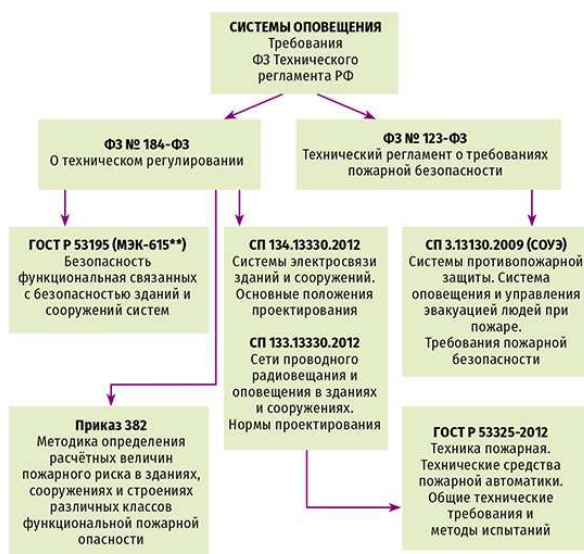 СИСТЕМЫ ОПОВЕЩЕНИЯ
Требования
ФЗ Технического
регламента РФ
ФЗ № 184-ФЗ
О техническом регулировании
ФЗ № 123-ФЗ
Технический регламент о требованиях
пожарной безопасности
ГОСТ Р 53195 (МЭК-615**)
Безопасность
функциональная связанных
с безопасностью зданий и
сооружений систем
СП 134.13330.2012
Системы электросвязи
зданий и сооружений.
Основные положения
проектирования
СП 133.13330.2012
Сети проводного
радиовещания и
оповещения в зданиях
и сооружениях.
Нормы проектирования
СП 3.13130.2009 (СОУЭ)
Системы противопожарной
защиты. Система
оповещения и управления
эвакуацией людей при
пожаре.
Требования пожарной
безопасности
Приказ 382
Методика определения
расчётных величин
пожарного риска в зданиях,
сооружениях и строениях
различных классов
функциональной пожарной
опасности
ГОСТ Р 53325-2012
Техника пожарная.
Технические средства
пожарной автоматики.
Общие технические
требования и
методы испытаний